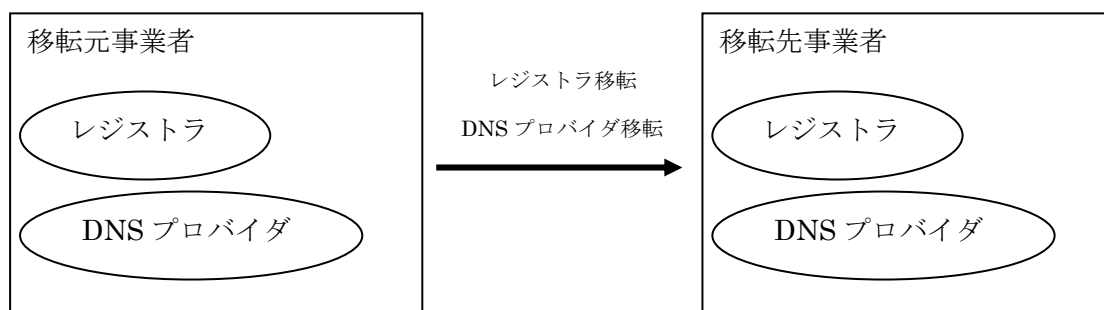 移転元事業者
レジストラ
DNS プロバイダ
レジストラ移転
DNS プロバイダ移転
移転先事業者
レジストラ
DNS プロバイダ